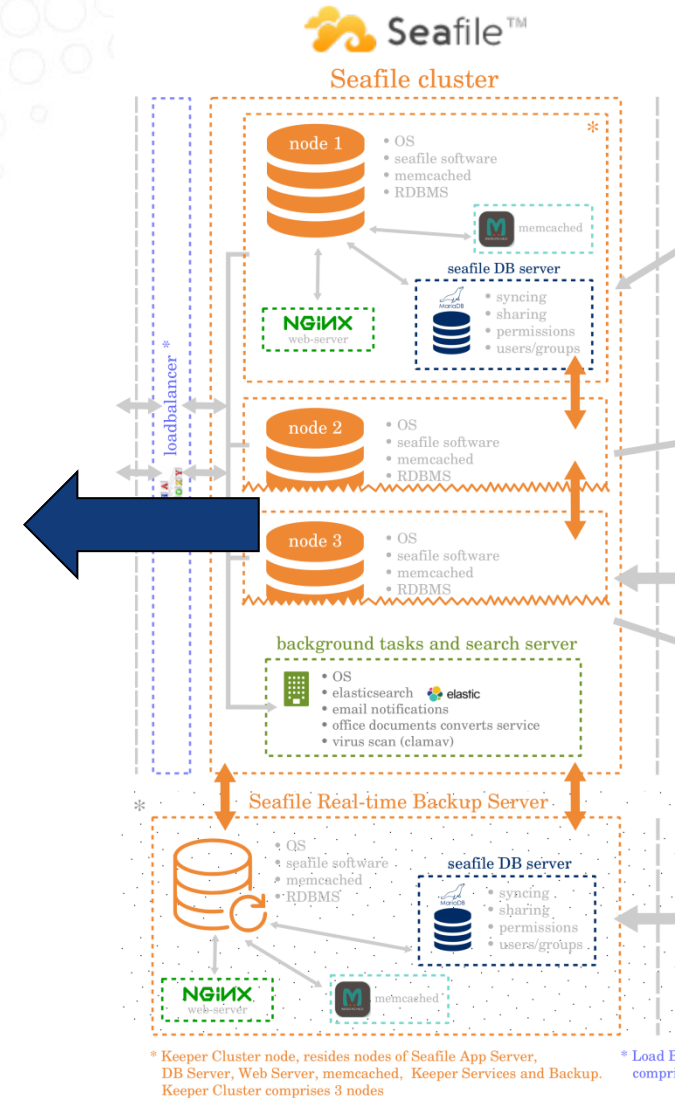 Seafile™
Seafile cluster
*
node 1
• OS
• seafile software
• memcached
• RDBMS
memcached
seafile DB server
NGINX
web-server
MariaDB
• syncing
• sharing
• permissions
• users/groups
loadbalancer *
node 2
• OS
• seafile software
• memcached
• RDBMS
node 3
• OS
• seafile software
• memcached
• RDBMS
background tasks and search server
• OS
• elasticsearch elastic
• email notifications
• office documents converts service
• virus scan (clamav)
* Seafile Real-time Backup Server
• OS
• seafile software
• memcached
• RDBMS
seafile DB server
MariaDB
• syncing
• sharing
• permissions
• users/groups
NGINX
web-server
memcached
* Keeper Cluster node, resides nodes of Seafile App Server,
DB Server, Web Server, memcached, Keeper Services and Backup.
Keeper Cluster comprises 3 nodes
* Load